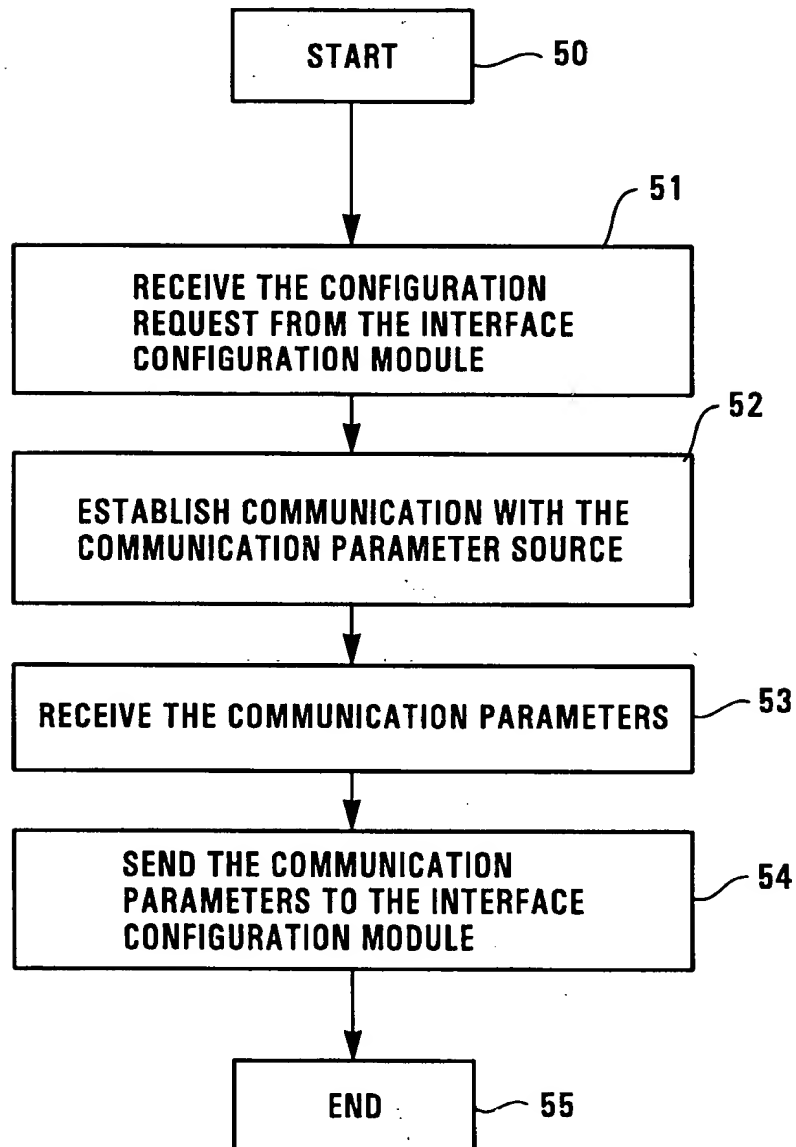 START
50
51
RECEIVE THE CONFIGURATION
REQUEST FROM THE INTERFACE
CONFIGURATION MODULE
52
ESTABLISH COMMUNICATION WITH THE
COMMUNICATION PARAMETER SOURCE
RECEIVE THE COMMUNICATION PARAMETERS
53
SEND THE COMMUNICATION
PARAMETERS TO THE INTERFACE
CONFIGURATION MODULE
54
END
55